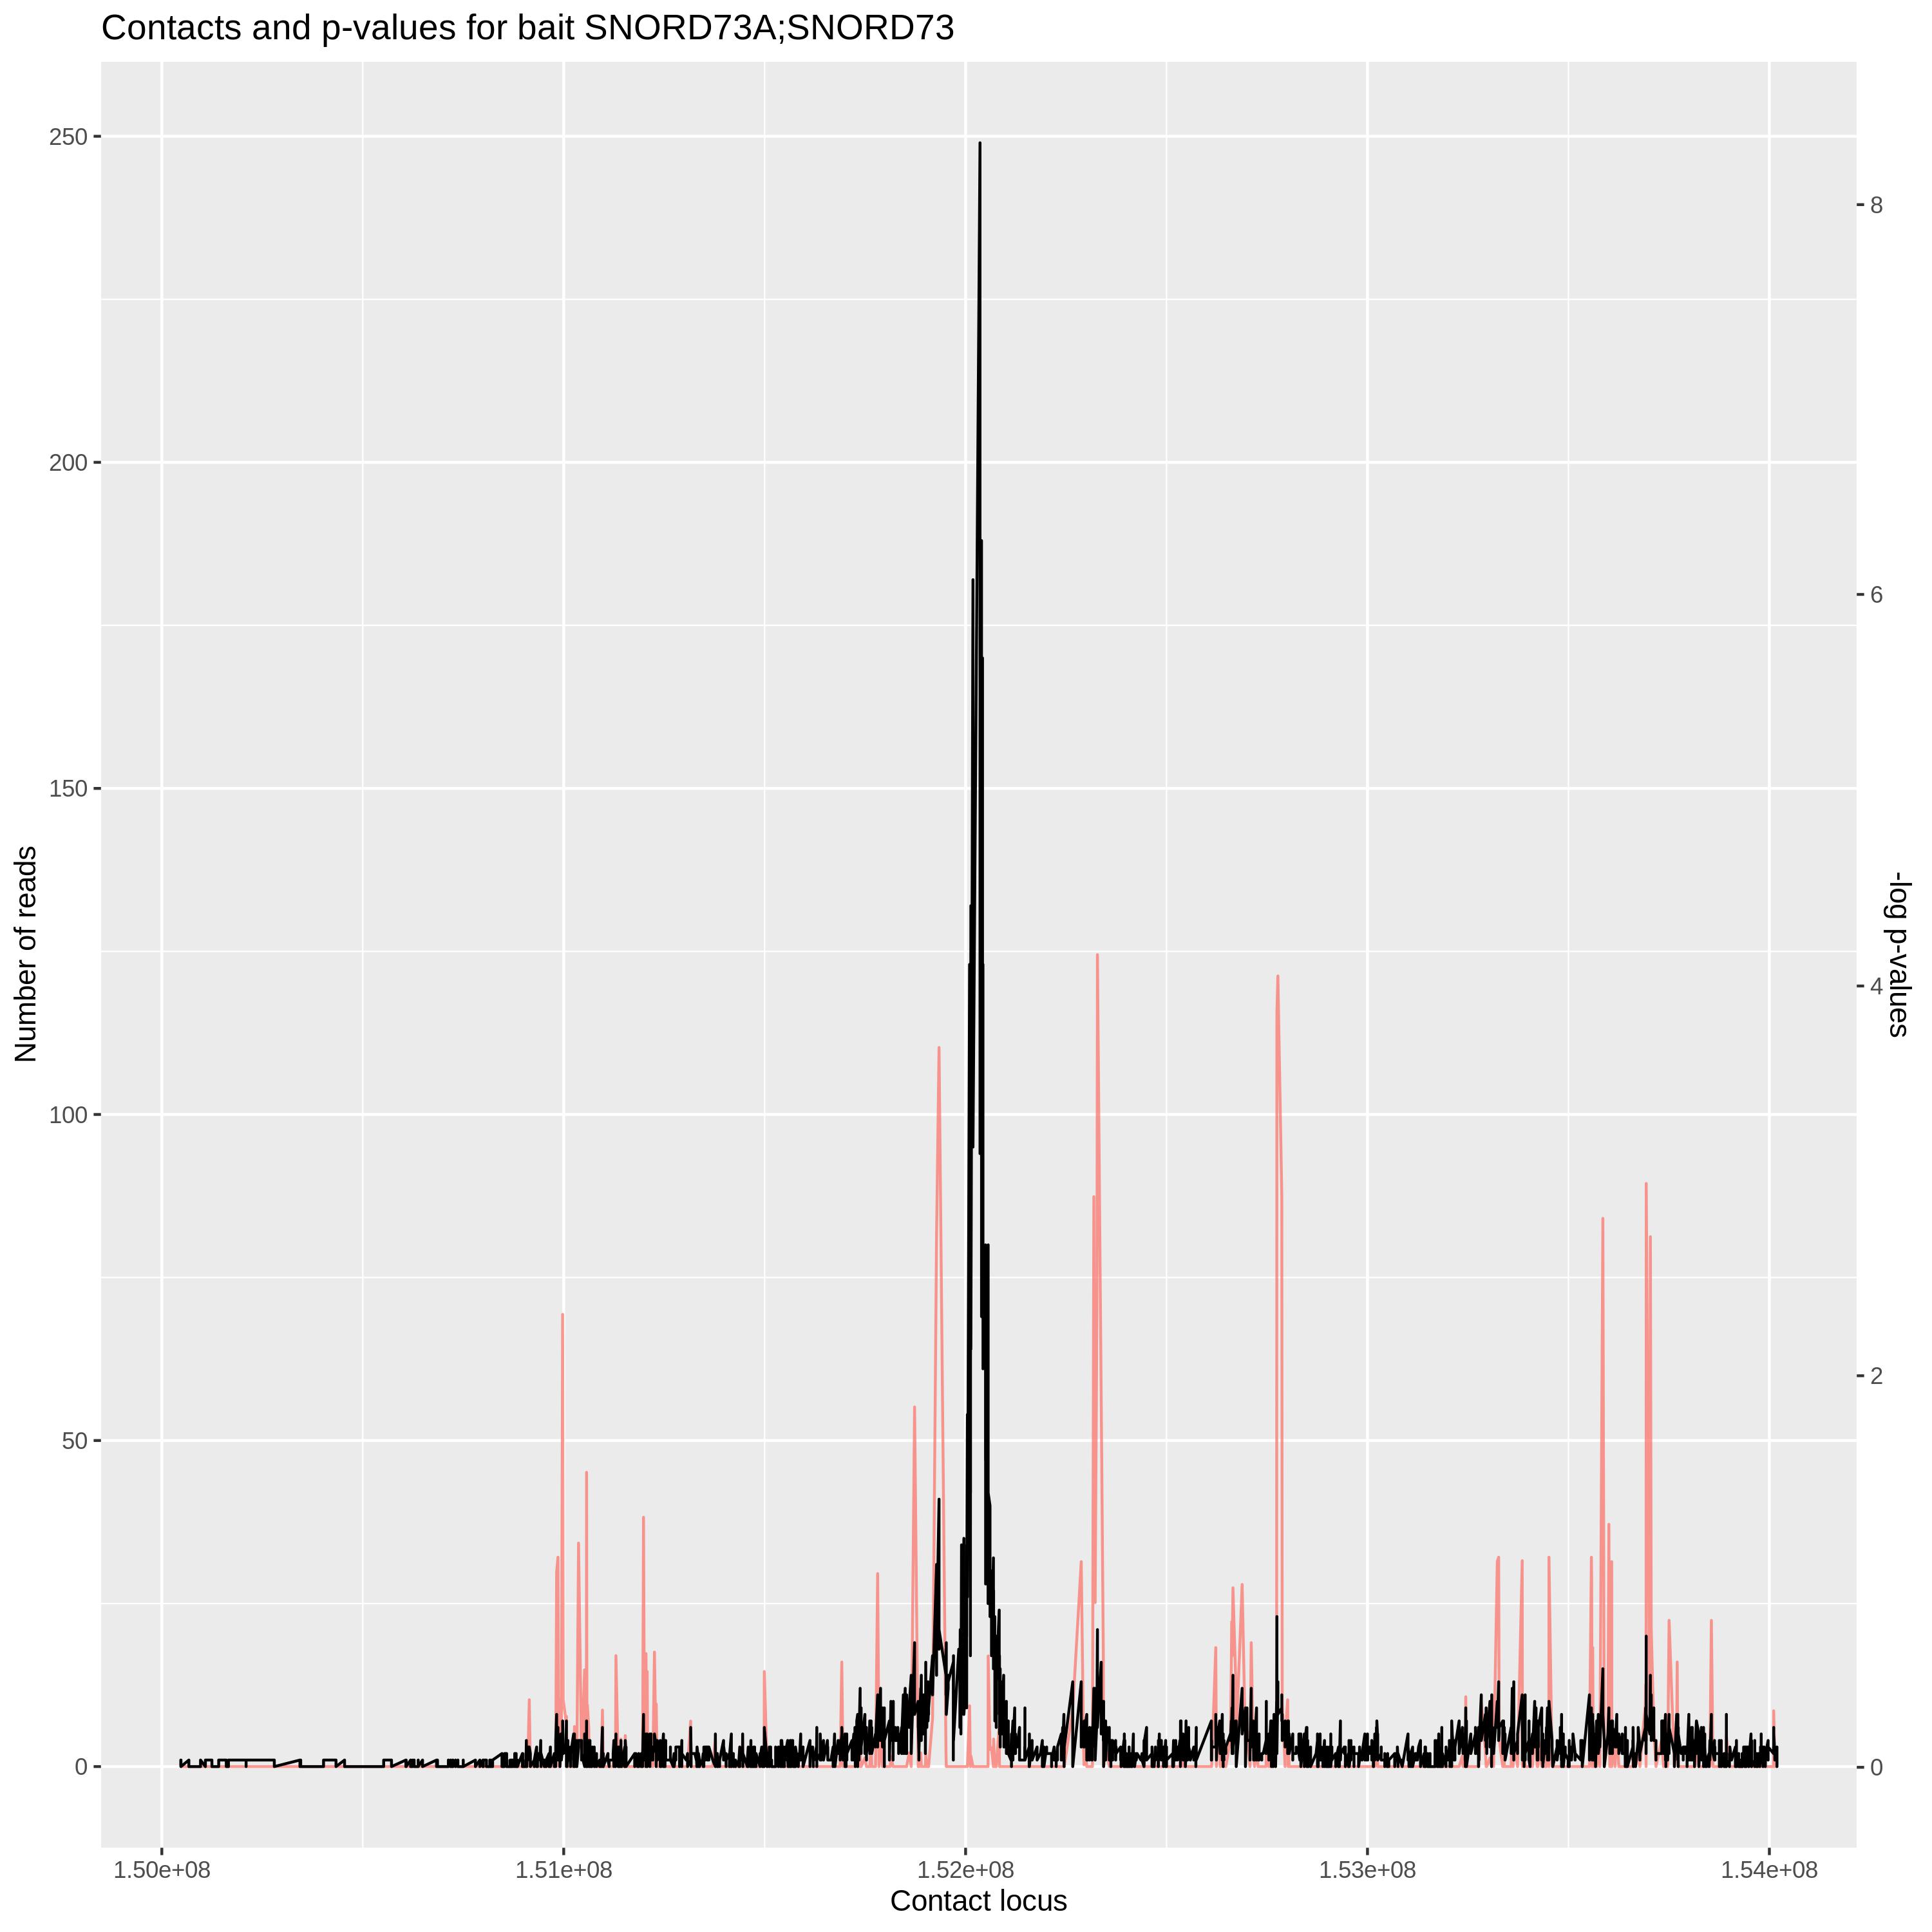 Contacts and p-values for bait SNORD73A;SNORD73
Number of reads
250
200
150
100
50
0
8
6
4
2
0
-log p-values
1.50e+08 1.51e+08 1.52e+08 1.53e+08 1.54e+08
Contact locus